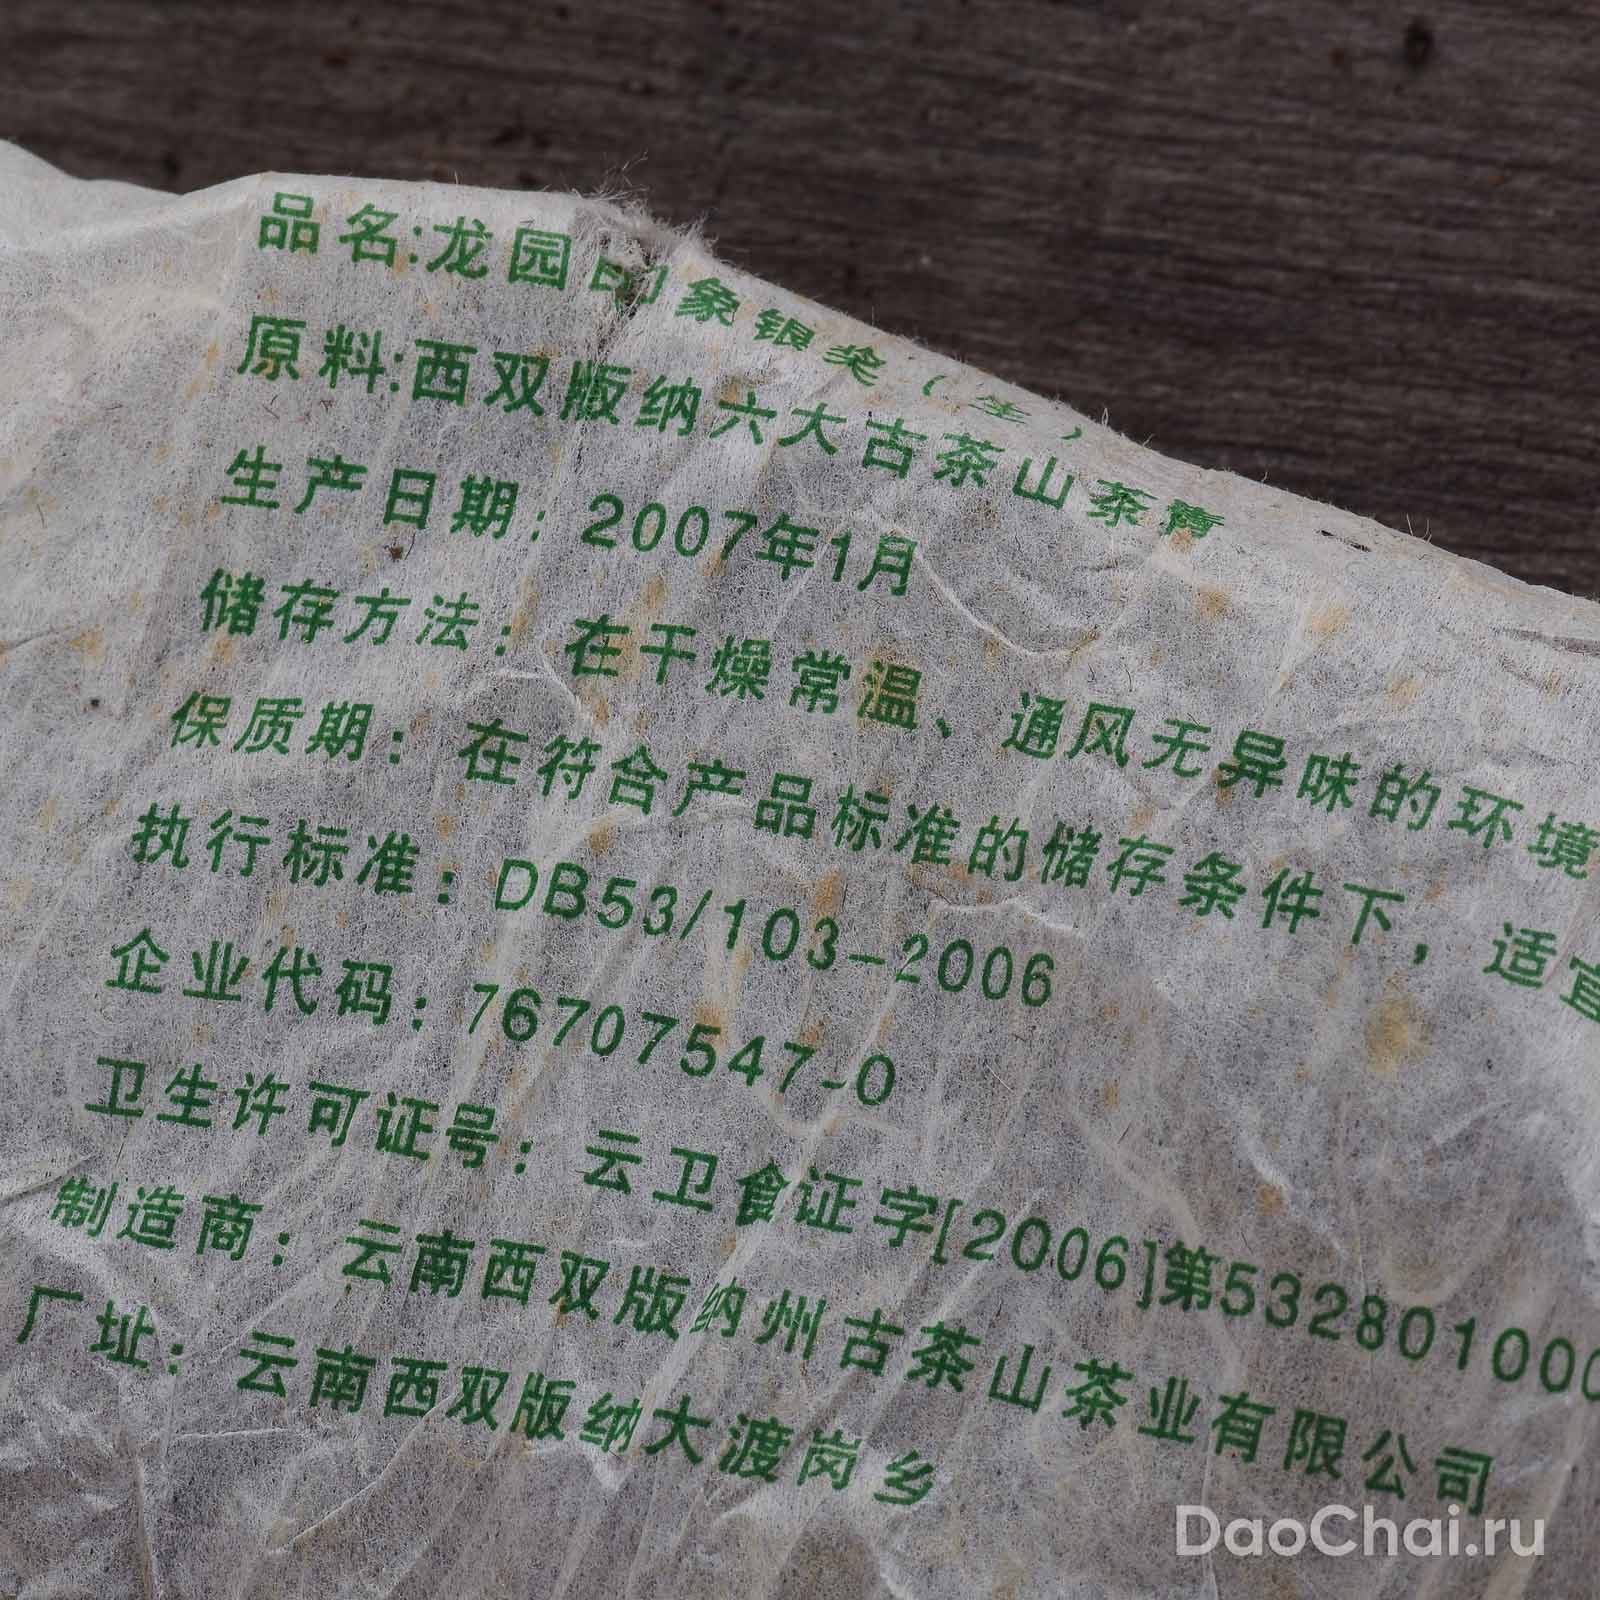 品名:龙园印象银奖(生)
原料:西双版纳六大古茶山茶青
生产日期:2007年1月
储存方法:在干燥常温、通风无异味的环境
保质期:在符合产品标准的储存条件下,适宜
执行标准:DB53/103-2006
企业代码:76707547-0
卫生许可证号:云卫食证字[2006]第532801000
制造商:云南西双版纳州古茶山茶业有限公司
厂址:云南西双版纳大渡岗乡
DaoChai.ru